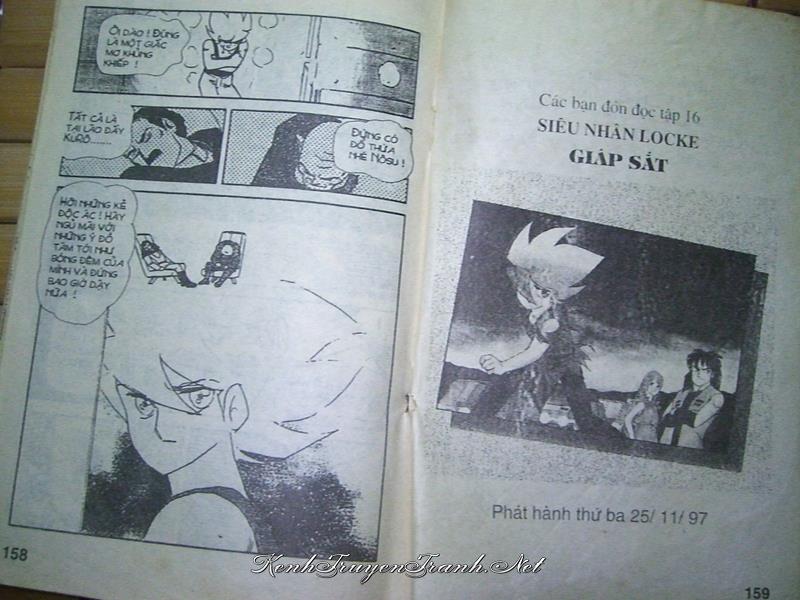 ÔI DÀO ! ĐÚNG
LÀ MỘT GIẤC
MƠ KHỦNG
KHIẾP !
TẤT CẢ LÀ
TẠI LÃO ĐẤY
KURÔ.......
ĐỪNG CÓ
ĐỔ THỪA
NHÉ NÔSU !
HỠI NHỮNG KẺ
ĐỘC ÁC ! HÃY
NGỦ MÃI VỚI
NHỮNG Ý ĐỒ
TĂM TỐI NHƯ
BÓNG ĐÊM CỦA
MÌNH VÀ ĐỪNG
BAO GIỜ DẬY
NỮA !
158
Các bạn đón đọc tập 16
SIÊU NHÂN LOCKE
GIÁP SẮT
Phát hành thứ ba 25/ 11/ 97
159
KenhTruyenTranh.Net